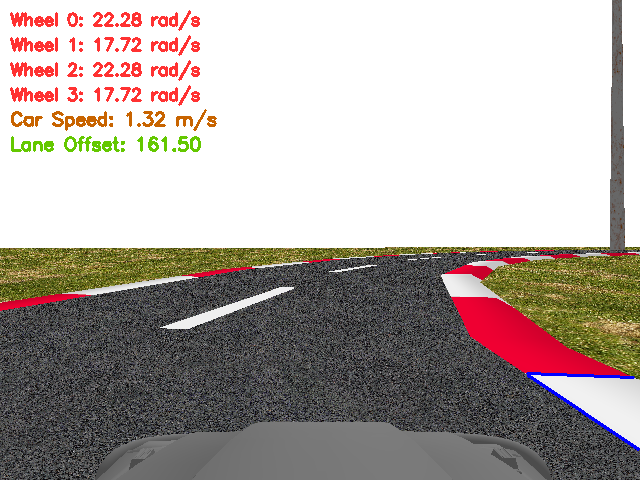 Wheel 0: 22.28 rad/s
Wheel 1: 17.72 rad/s
Wheel 2: 22.28 rad/s
Wheel 3: 17.72 rad/s
Car Speed: 1.32 m/s
Lane Offset: 161.50